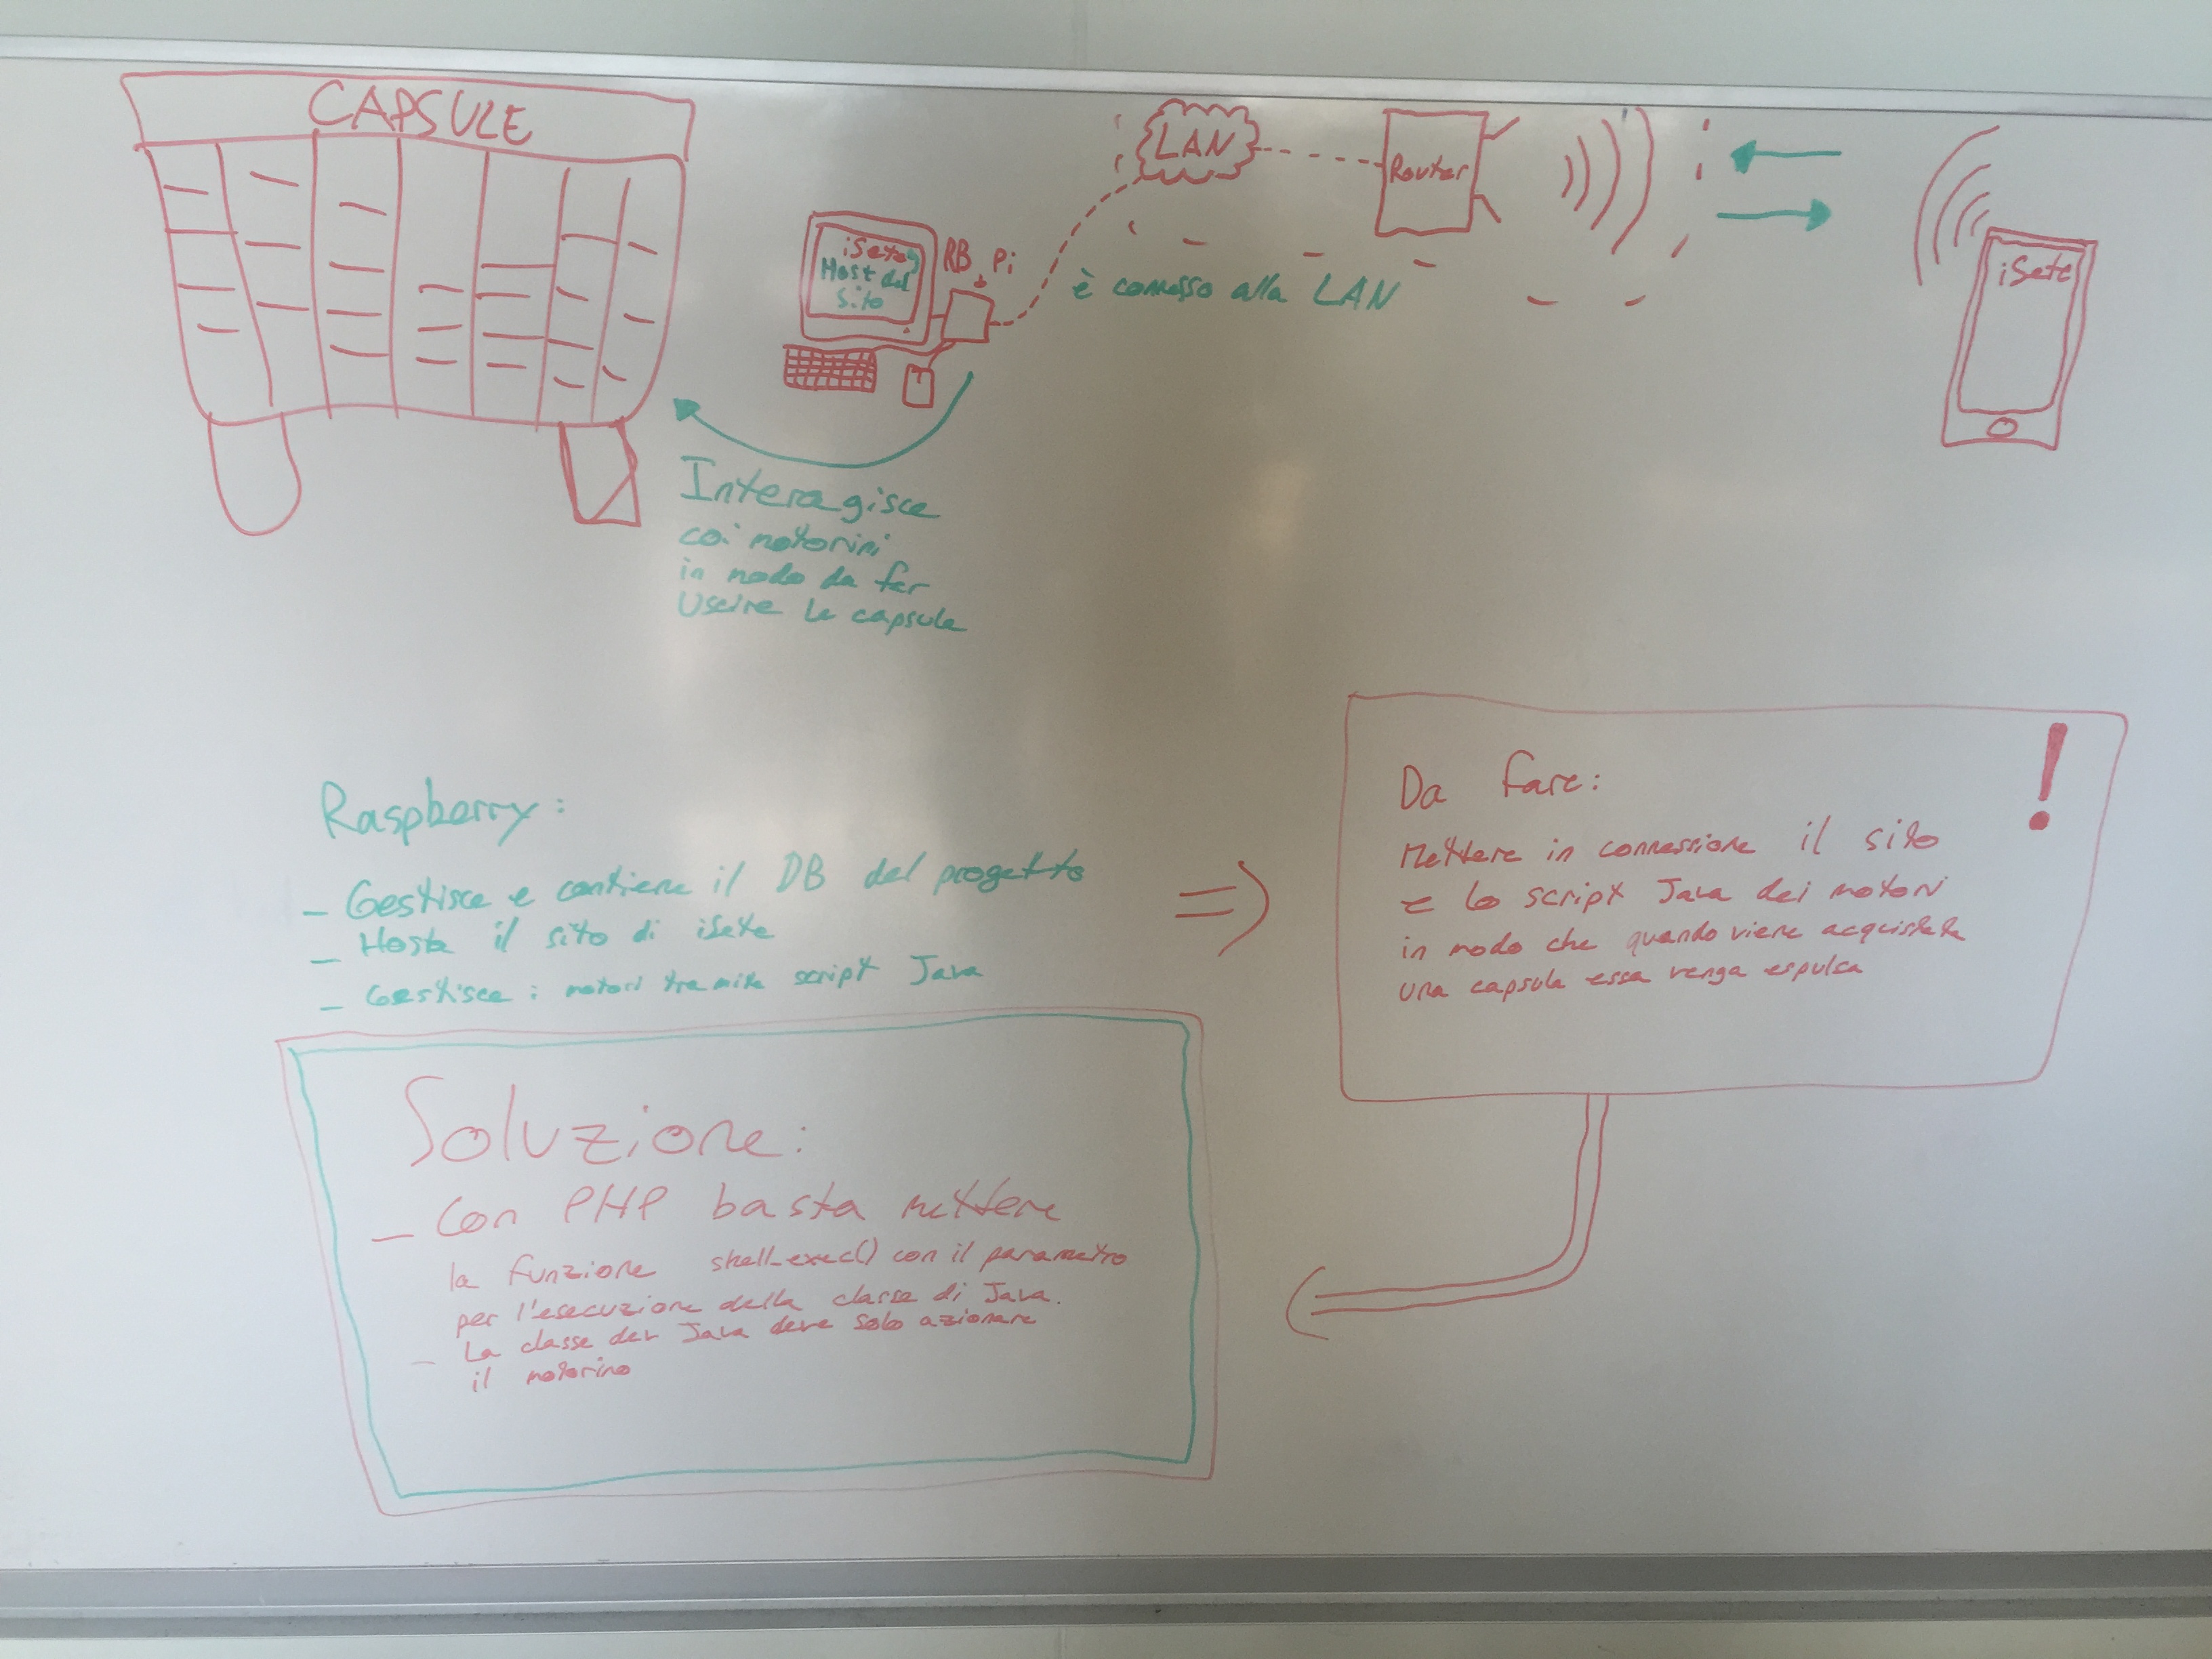 CAPSULE
LAN
Router
iSete
Host del
Sito
RB Pi
è connesso alla LAN
iSete
Interagisce
coi motorini
in modo da far
uscire le capsule
Raspberry:
- Gestisce e contiene il DB del progetto
- Hosta il sito di iSete
- Gestisce i motori tramite script Java
=>
Da fare:
!
Mettere in connessione il sito
e lo script Java dei motori
in modo che quando viene acquistata
una capsula essa venga espulsa
Soluzione:
- Con PHP basta mettere
la funzione shell_exec() con il parametro
per l'esecuzione della classe di Java.
- La classe der Java deve solo azionare
il motorino